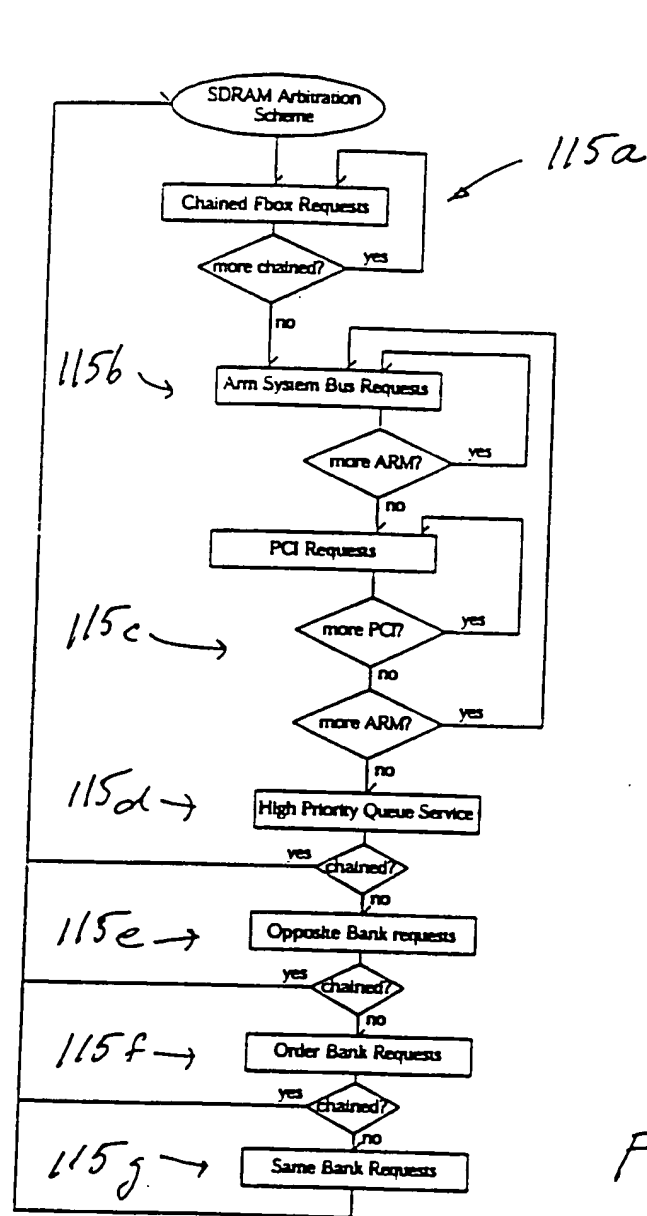 SDRAM Arbitration
Scheme
115a
Chained Fbox Requests
more chained?
yes
no
115b
Arm System Bus Requests
more ARM?
yes
no
PCI Requests
115c
more PCI?
yes
no
more ARM?
yes
no
115d
High Priority Queue Service
yes
chained?
no
115e
Opposite Bank requests
yes
chained?
no
115f
Order Bank Requests
yes
chained?
no
115g
Same Bank Requests
F